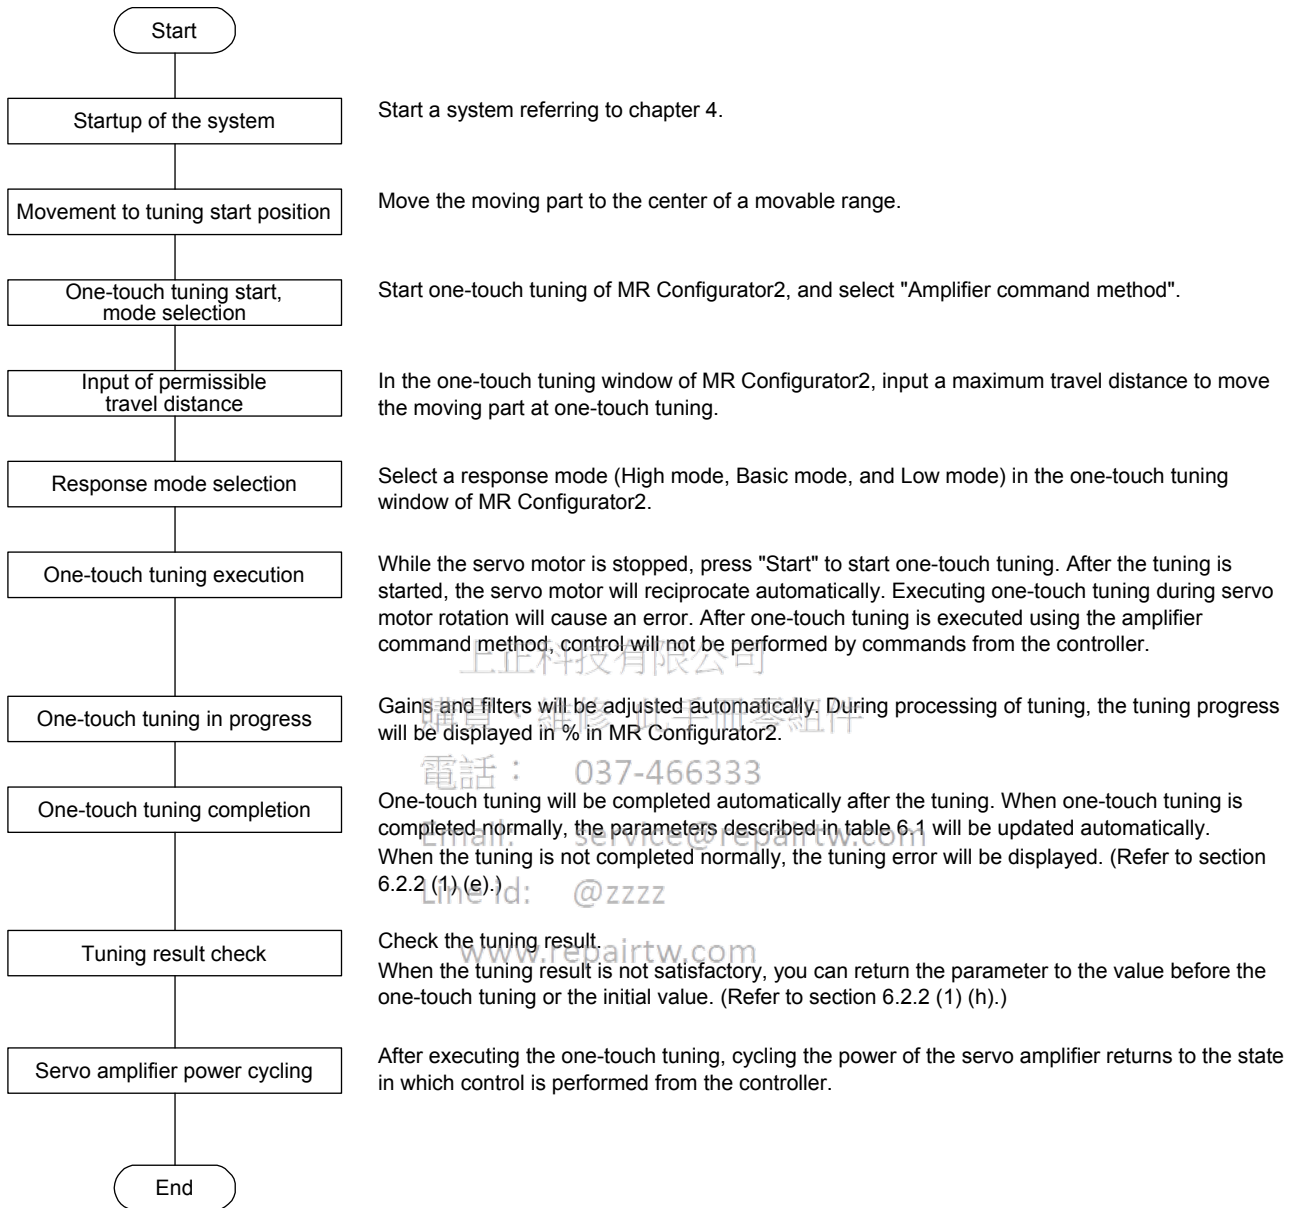 Start
Startup of the system
Start a system referring to chapter 4.
Movement to tuning start position
Move the moving part to the center of a movable range.
One-touch tuning start,
mode selection
Start one-touch tuning of MR Configurator2, and select "Amplifier command method".
Input of permissible
travel distance
In the one-touch tuning window of MR Configurator2, input a maximum travel distance to move
the moving part at one-touch tuning.
Response mode selection
Select a response mode (High mode, Basic mode, and Low mode) in the one-touch tuning
window of MR Configurator2.
One-touch tuning execution
While the servo motor is stopped, press "Start" to start one-touch tuning. After the tuning is
started, the servo motor will reciprocate automatically. Executing one-touch tuning during servo
motor rotation will cause an error. After one-touch tuning is executed using the amplifier
command method, control will not be performed by commands from the controller.
上正科技有限公司
One-touch tuning in progress
Gains and filters will be adjusted automatically. During processing of tuning, the tuning progress
will be displayed in % in MR Configurator2.
購買、維修 此手冊零組件
電話： 037-466333
One-touch tuning completion
One-touch tuning will be completed automatically after the tuning. When one-touch tuning is
completed normally, the parameters described in table 6.1 will be updated automatically.
Email: service@repairtw.com
When the tuning is not completed normally, the tuning error will be displayed. (Refer to section
6.2.2 (1) (e).)
Line Id: @zzzz
Tuning result check
Check the tuning result.
www.repairtw.com
When the tuning result is not satisfactory, you can return the parameter to the value before the
one-touch tuning or the initial value. (Refer to section 6.2.2 (1) (h).)
Servo amplifier power cycling
After executing the one-touch tuning, cycling the power of the servo amplifier returns to the state
in which control is performed from the controller.
End